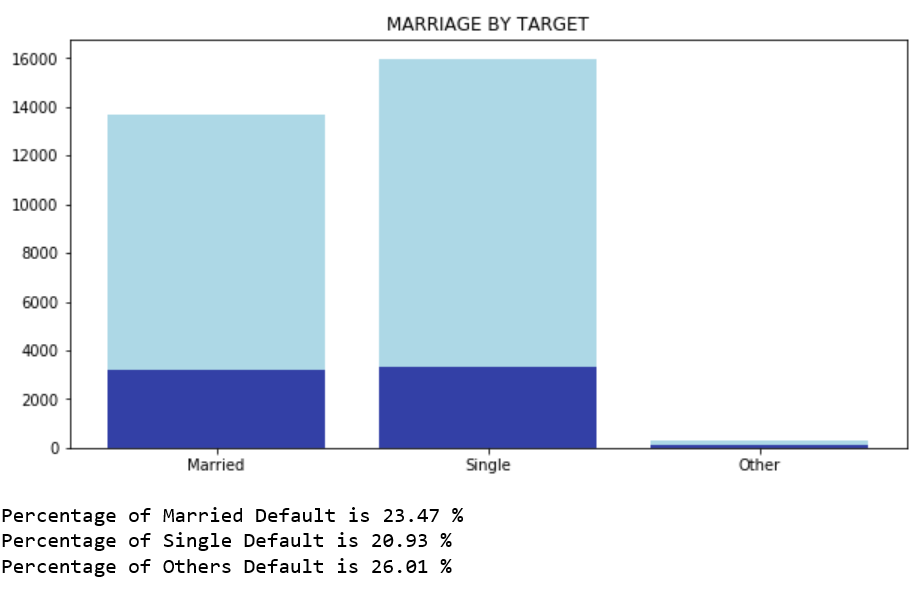 MARRIAGE BY TARGET
16000
14000
12000
10000
8000
6000
4000
2000
0
Married Single Other
Percentage of Married Default is 23.47 %
Percentage of Single Default is 20.93 %
Percentage of Others Default is 26.01 %